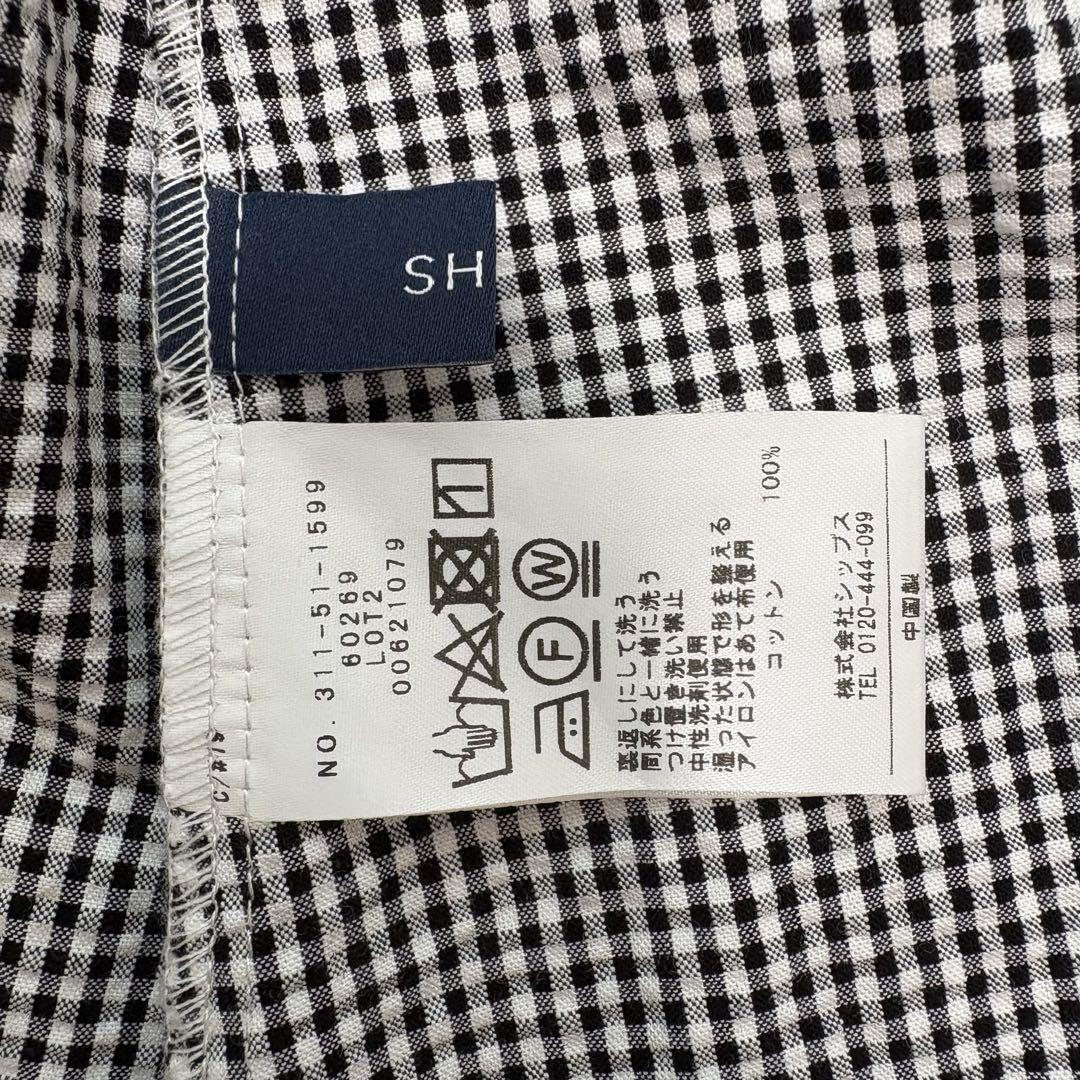 SH
NO. 311-51-1599
60269
LOT2
00621079
W
F
裏返しにして洗う
同系色と一緒に洗う
つけ置き洗い禁止
中性洗剤使用
湿った状態で形を整える
アイロンはあて布使用
コットン 100%
株式会社シップス
TEL 0120-444-099
中国製